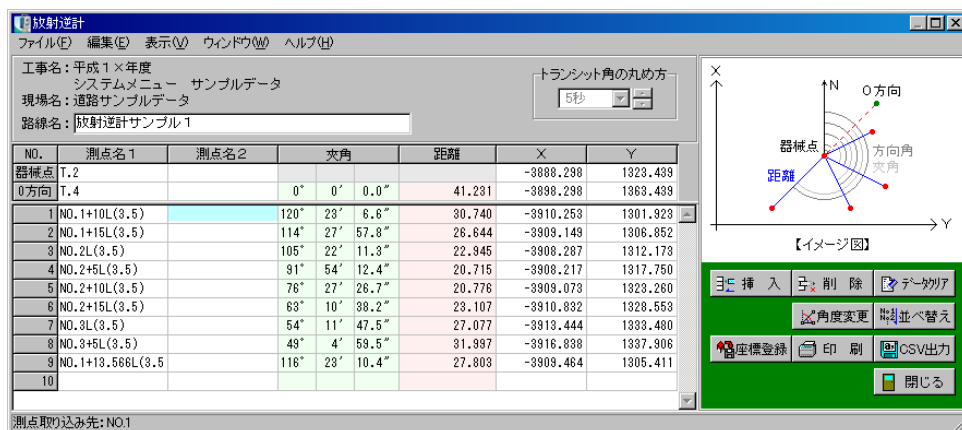 放射逆計
ファイル(F) 編集(E) 表示(V) ウィンドウ(W) ヘルプ(H)
工事名：平成１×年度
システムメニュー　サンプルデータ
現場名：道路サンプルデータ
路線名：放射逆計サンプル１
トランシット角の丸め方
5秒
NO. 測点名１ 測点名２ 夾角 距離 X Y
器械点 T.2 -3888.298 1323.439
0方向 T.4 0° 0′ 0.0″ 41.231 -3898.298 1363.439
1 NO.1+10L(3.5) 120° 23′ 6.6″ 30.740 -3910.253 1301.923
2 NO.1+15L(3.5) 114° 27′ 57.8″ 26.644 -3909.149 1306.852
3 NO.2L(3.5) 105° 22′ 11.3″ 22.945 -3908.287 1312.173
4 NO.2+5L(3.5) 91° 54′ 12.4″ 20.715 -3908.217 1317.750
5 NO.2+10L(3.5) 76° 27′ 26.7″ 20.776 -3909.073 1323.260
6 NO.2+15L(3.5) 63° 10′ 38.2″ 23.107 -3910.832 1328.553
7 NO.3L(3.5) 54° 11′ 47.5″ 27.077 -3913.444 1333.480
8 NO.3+5L(3.5) 49° 4′ 59.5″ 31.997 -3916.838 1337.906
9 NO.1+13.566L(3.5 116° 23′ 10.4″ 27.803 -3909.464 1305.411
10
X
N
０方向
器械点
方向角
夾角
距離
Y
【イメージ図】
挿　入 削　除 データクリア
角度変更 並べ替え
座標登録 印　刷 CSV出力
閉じる
測点取り込み先：NO.1